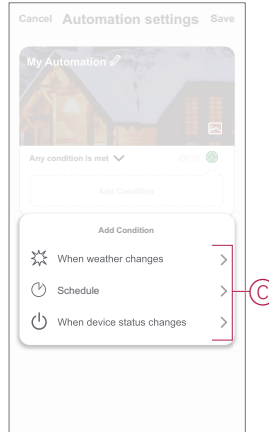 Cancel Automation settings Save
My Automation
Any condition is met
Add Condition
Add Condition
When weather changes
Schedule
When device status changes
C